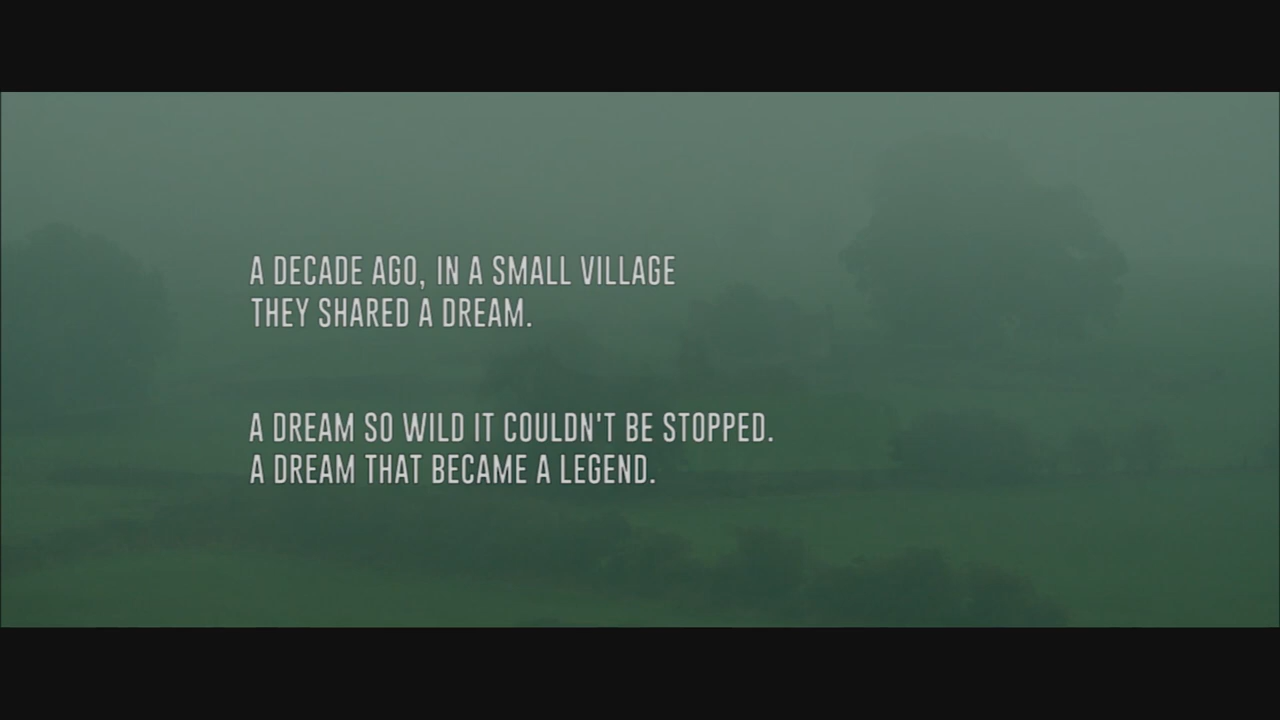 A DECADE AGO, IN A SMALL VILLAGE
THEY SHARED A DREAM.
A DREAM SO WILD IT COULDN'T BE STOPPED.
A DREAM THAT BECAME A LEGEND.